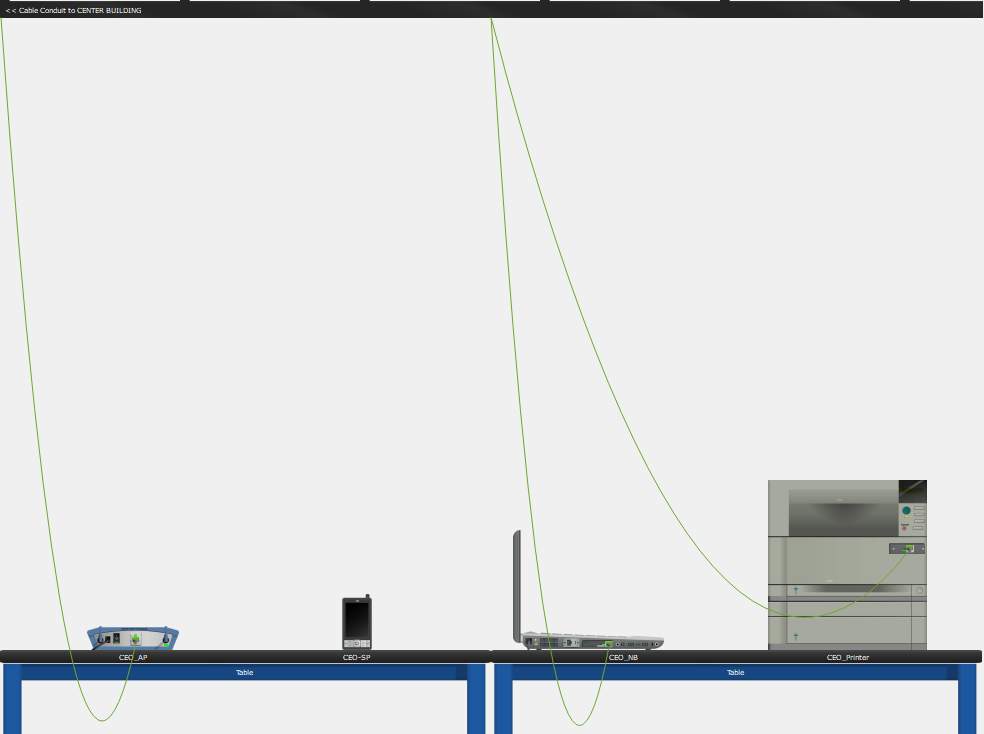 << Cable Conduit to CENTER BUILDING
CEO_AP
CEO-SP
CEO_NB
CEO_Printer
Table
Table